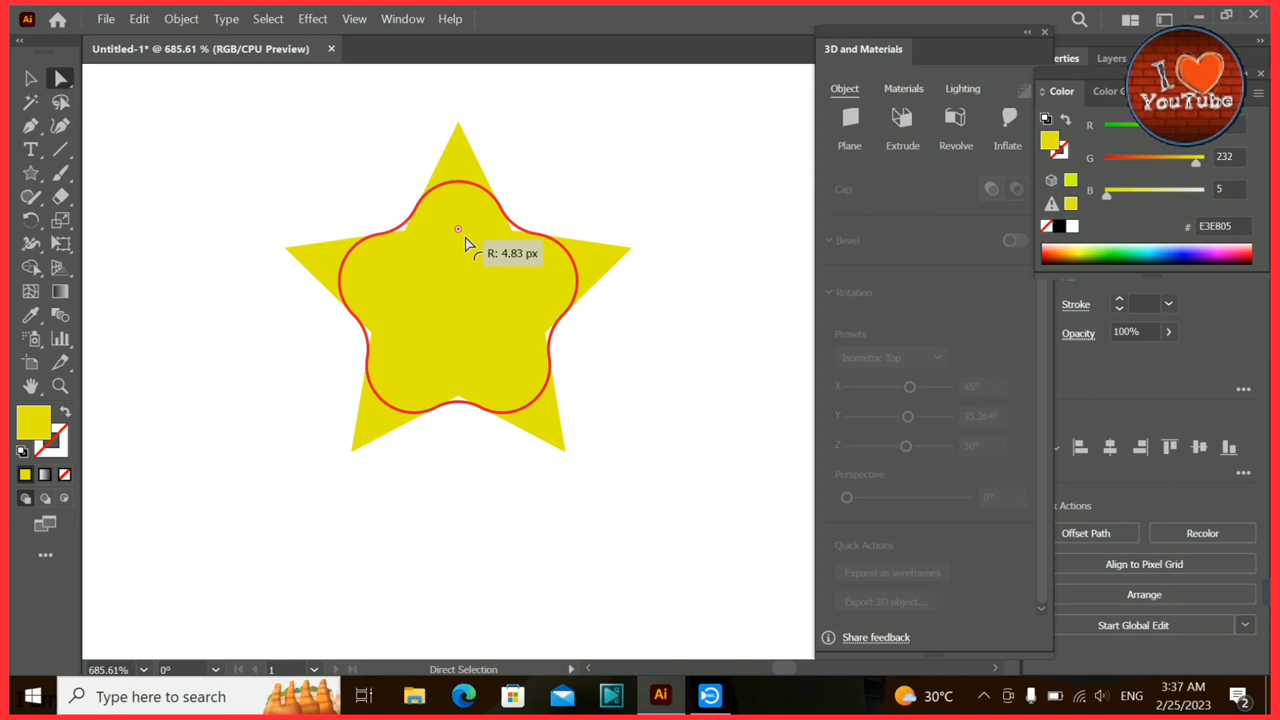 Ai
File Edit Object Type Select Effect View Window Help
Untitled-1* @ 685.61 % (RGB/CPU Preview)
3D and Materials
Layers
I
YouTube
Color
Object Materials Lighting
R
Plane Extrude Revolve Inflate
G 232
Cap
B 5
# E3E805
R: 4.83 px
Bevel
Rotation
Stroke
Presets
Opacity 100%
Isometric Top
X 45°
Y 35.264°
Z 30°
Perspective
0°
Actions
Offset Path Recolor
Quick Actions
Align to Pixel Grid
Expand as wireframes
Arrange
Export 3D object...
Start Global Edit
Share feedback
685.61% 0° 1 Direct Selection
Type here to search
Ai
30°C
ENG
3:37 AM
2/25/2023
2